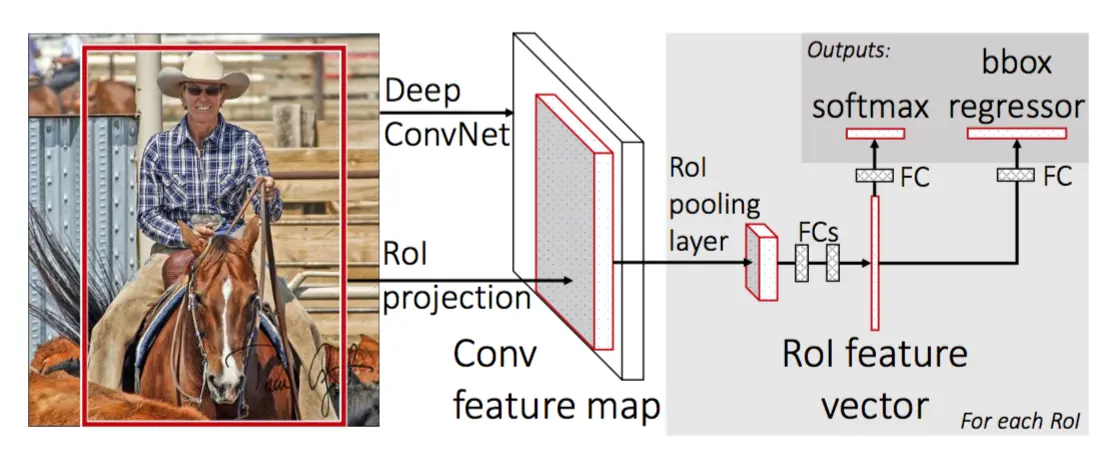 Deep
ConvNet
RoI
projection
Conv
feature map
RoI
pooling
layer
FCs
RoI feature
vector
For each RoI
Outputs:
softmax
bbox
regressor
FC
FC